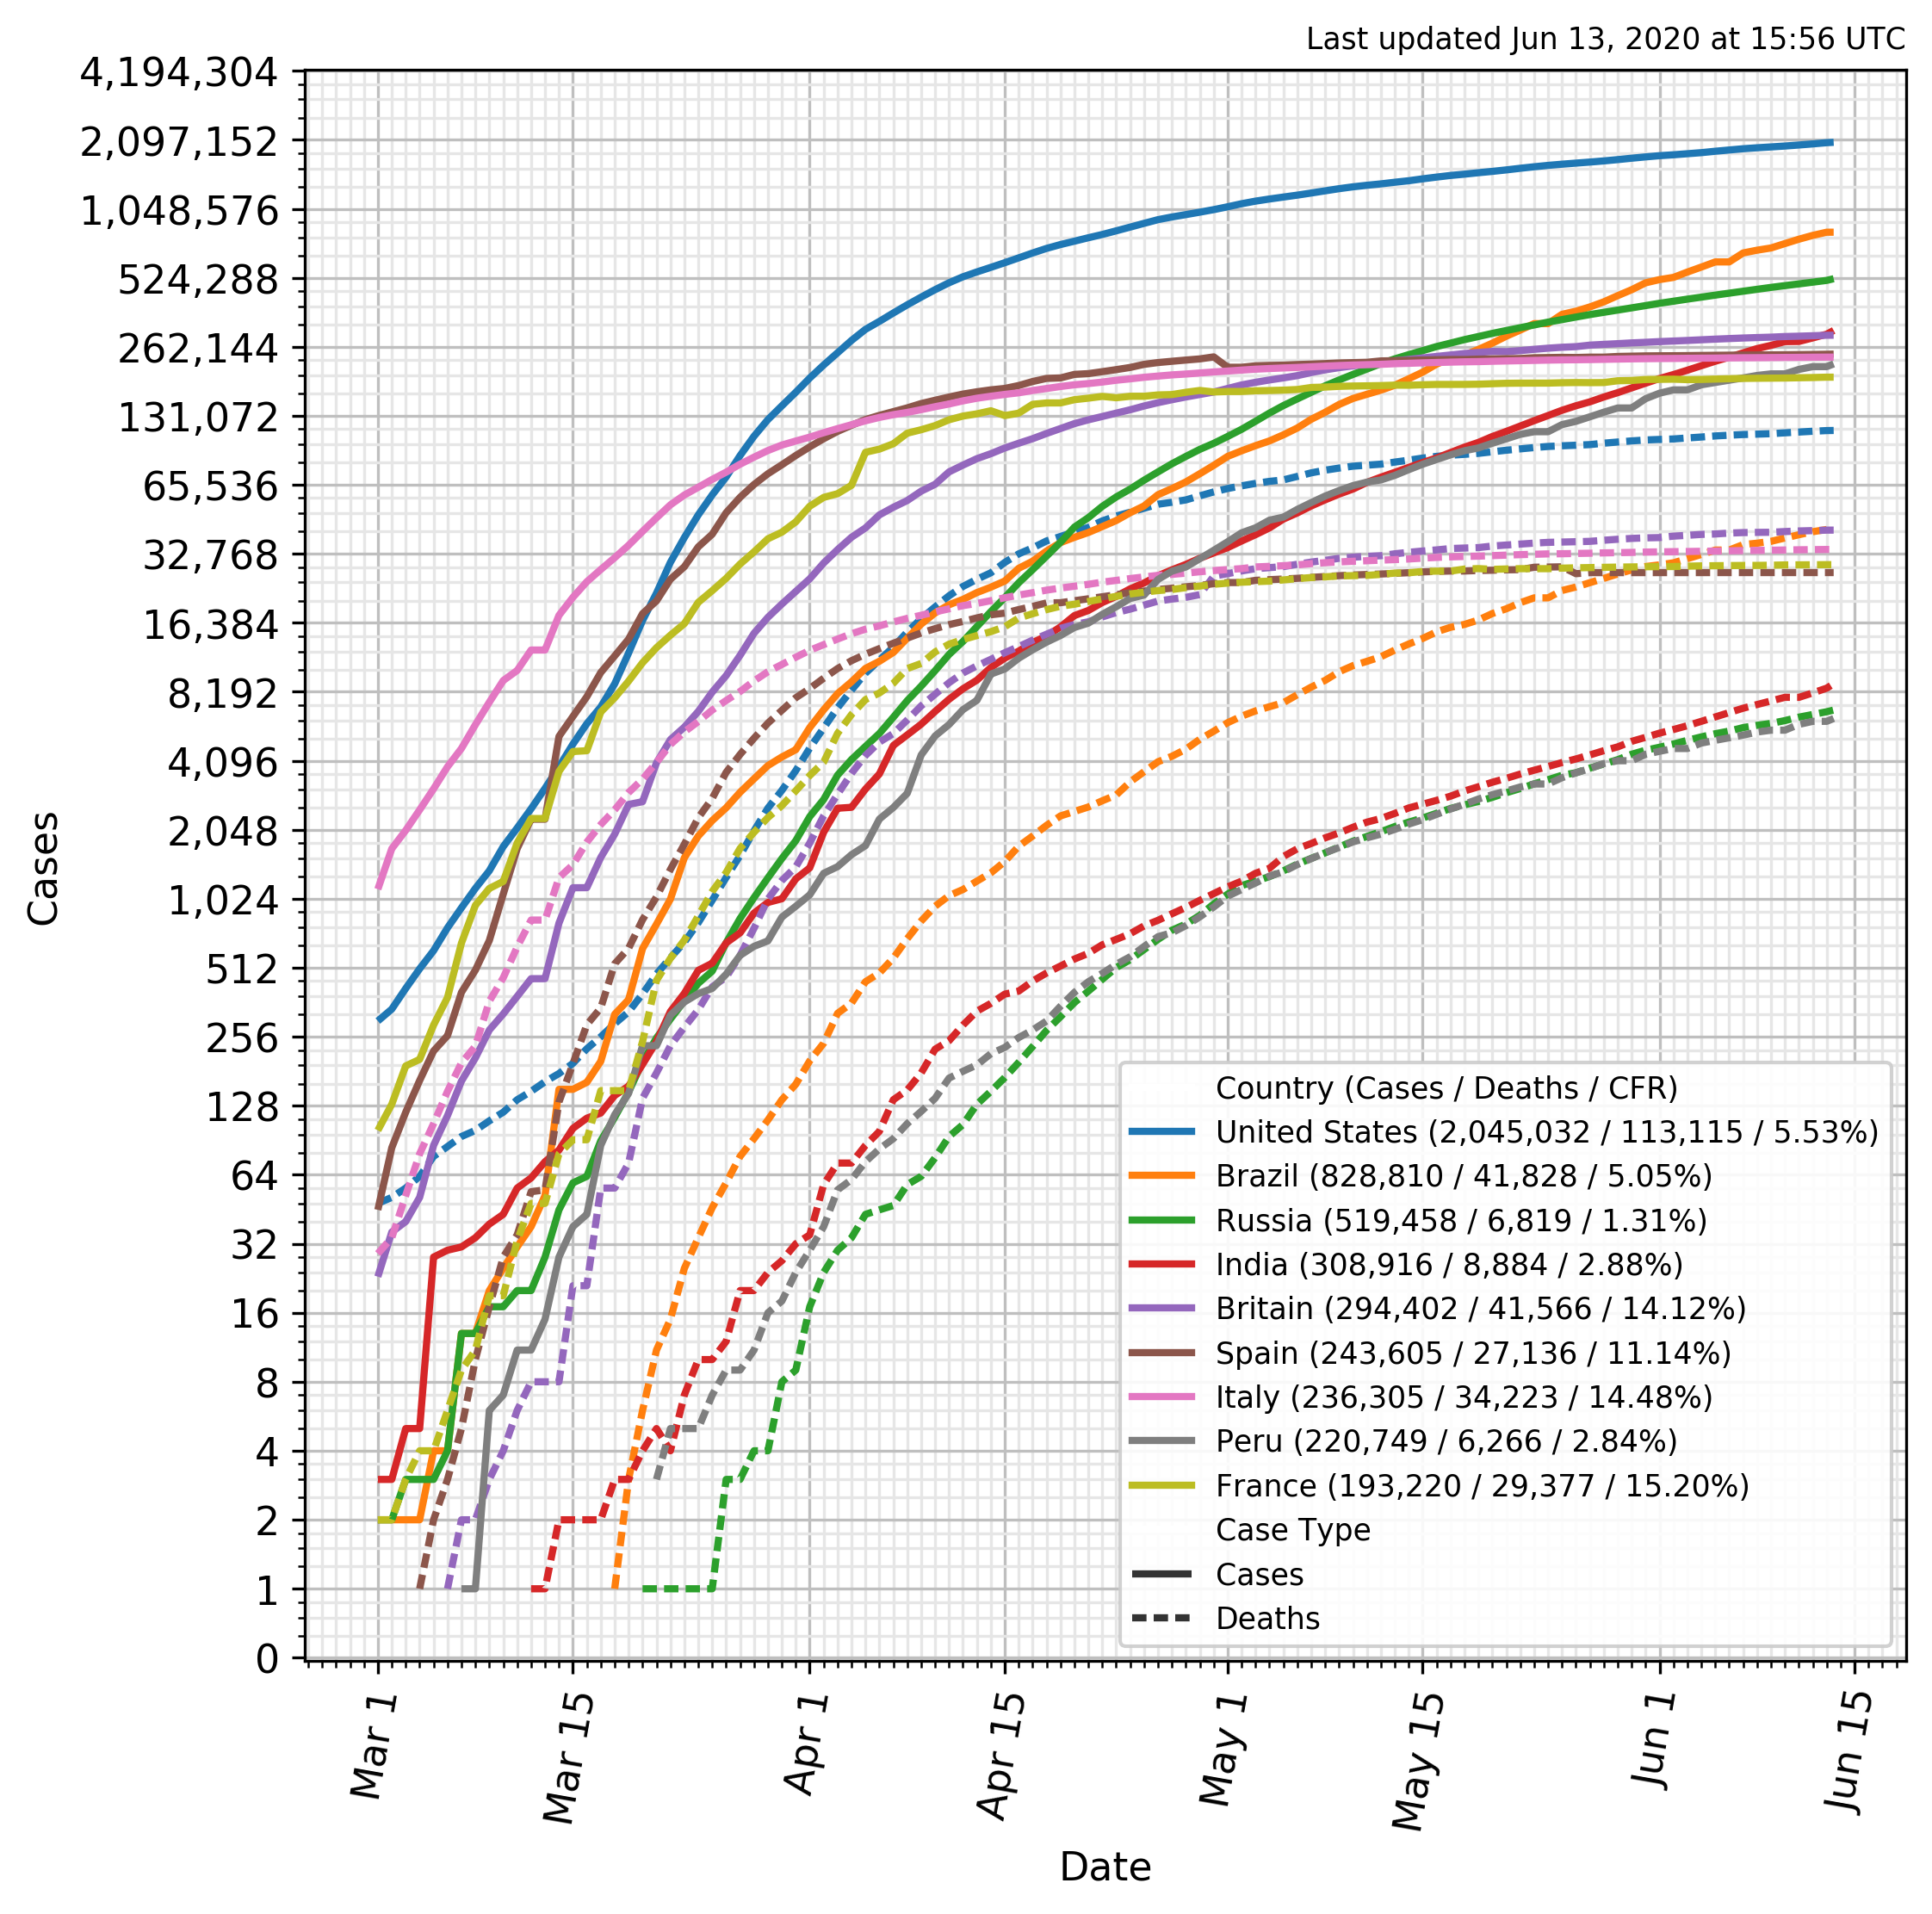 Last updated Jun 13, 2020 at 15:56 UTC
4,194,304
2,097,152
1,048,576
524,288
262,144
131,072
65,536
32,768
16,384
8,192
4,096
2,048
1,024
512
256
128
64
32
16
8
4
2
1
0
Cases
Country (Cases / Deaths / CFR)
United States (2,045,032 / 113,115 / 5.53%)
Brazil (828,810 / 41,828 / 5.05%)
Russia (519,458 / 6,819 / 1.31%)
India (308,916 / 8,884 / 2.88%)
Britain (294,402 / 41,566 / 14.12%)
Spain (243,605 / 27,136 / 11.14%)
Italy (236,305 / 34,223 / 14.48%)
Peru (220,749 / 6,266 / 2.84%)
France (193,220 / 29,377 / 15.20%)
Case Type
Cases
Deaths
Mar 1
Mar 15
Apr 1
Apr 15
May 1
May 15
Jun 1
Jun 15
Date